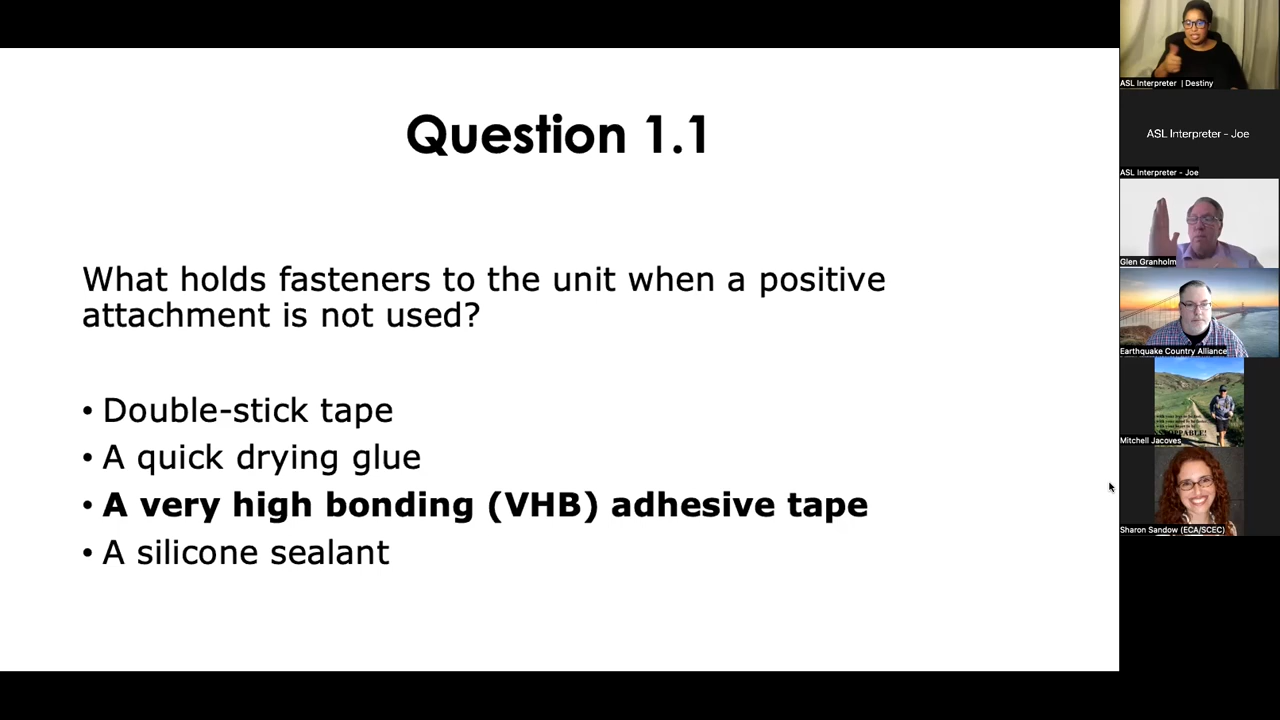 Question 1.1
What holds fasteners to the unit when a positive
attachment is not used?
• Double-stick tape
• A quick drying glue
• A very high bonding (VHB) adhesive tape
• A silicone sealant
ASL Interpreter | Destiny
ASL Interpreter - Joe
ASL Interpreter - Joe
Glen Granholm
Earthquake Country Alliance
Mitchell Jacoves
Sharon Sandow (ECA/SCEC)